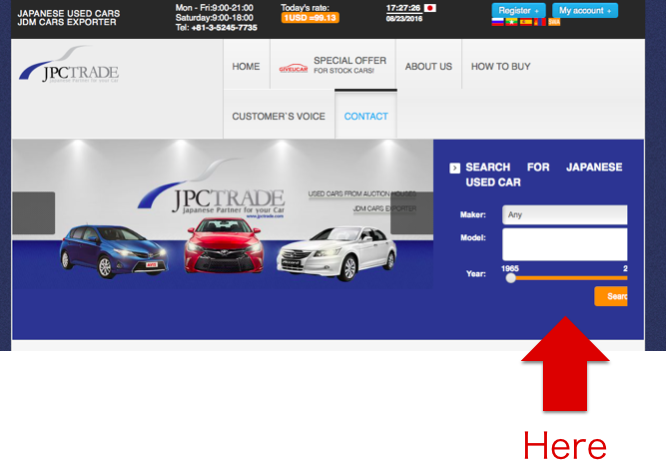 JAPANESE USED CARS
JDM CARS EXPORTER
Mon - Fri:9:00-21:00
Saturday:9:00-18:00
Tel: +81-3-5245-7735
Today's rate:
1USD =99.13
17:27:26
08/23/2016
Register +
My account +
JPCTRADE
Japanese Partner for your Car
HOME
GIVEUCAR
SPECIAL OFFER
FOR STOCK CARS!
ABOUT US
HOW TO BUY
CUSTOMER'S VOICE
CONTACT
JPCTRADE
Japanese Partner for your Car
www.jpctrade.com
USED CARS FROM AUCTION HOUSES
JDM CARS EXPORTER
SEARCH FOR JAPANESE
USED CAR
Maker:
Any
Model:
Year:
1965
2
Searc
Here